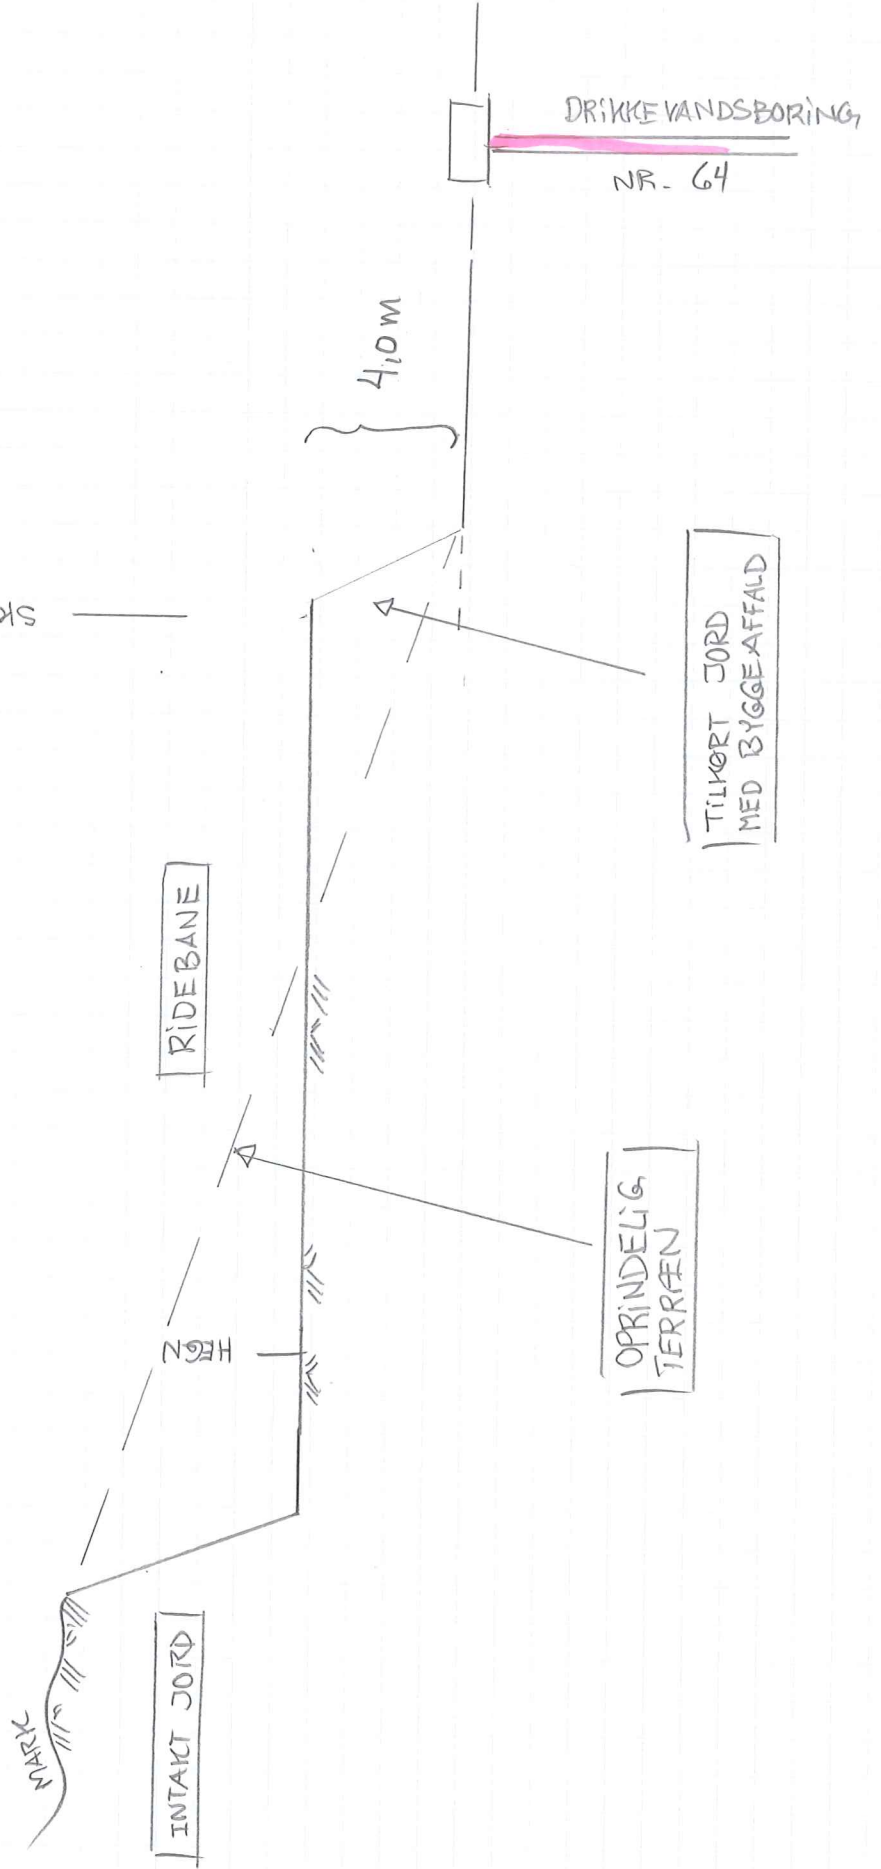 MARK
INTAKT JORD
HEGN
RIDEBANE
OPRINDELIG
TERRÆN
TILKØRT JORD
MED BYGGEAFFALD
4,0 m
DRIKKEVANDSBORING
NR. 64